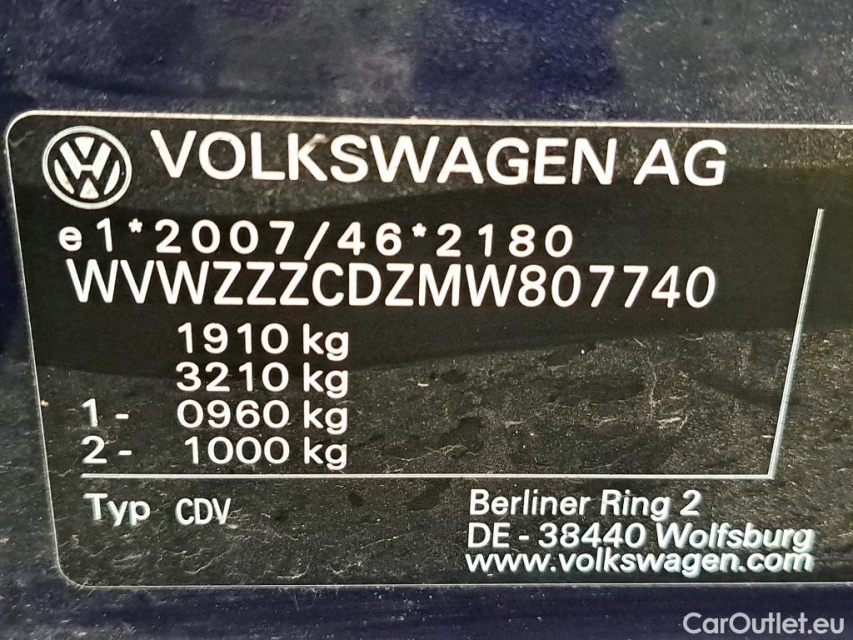 VOLKSWAGEN AG
e1*2007/46*2180
WVWZZZCDZMW807740
1910 kg
3210 kg
1- 0960 kg
2- 1000 kg
Typ CDV
Berliner Ring 2
DE - 38440 Wolfsburg
www.volkswagen.com
CarOutlet.eu